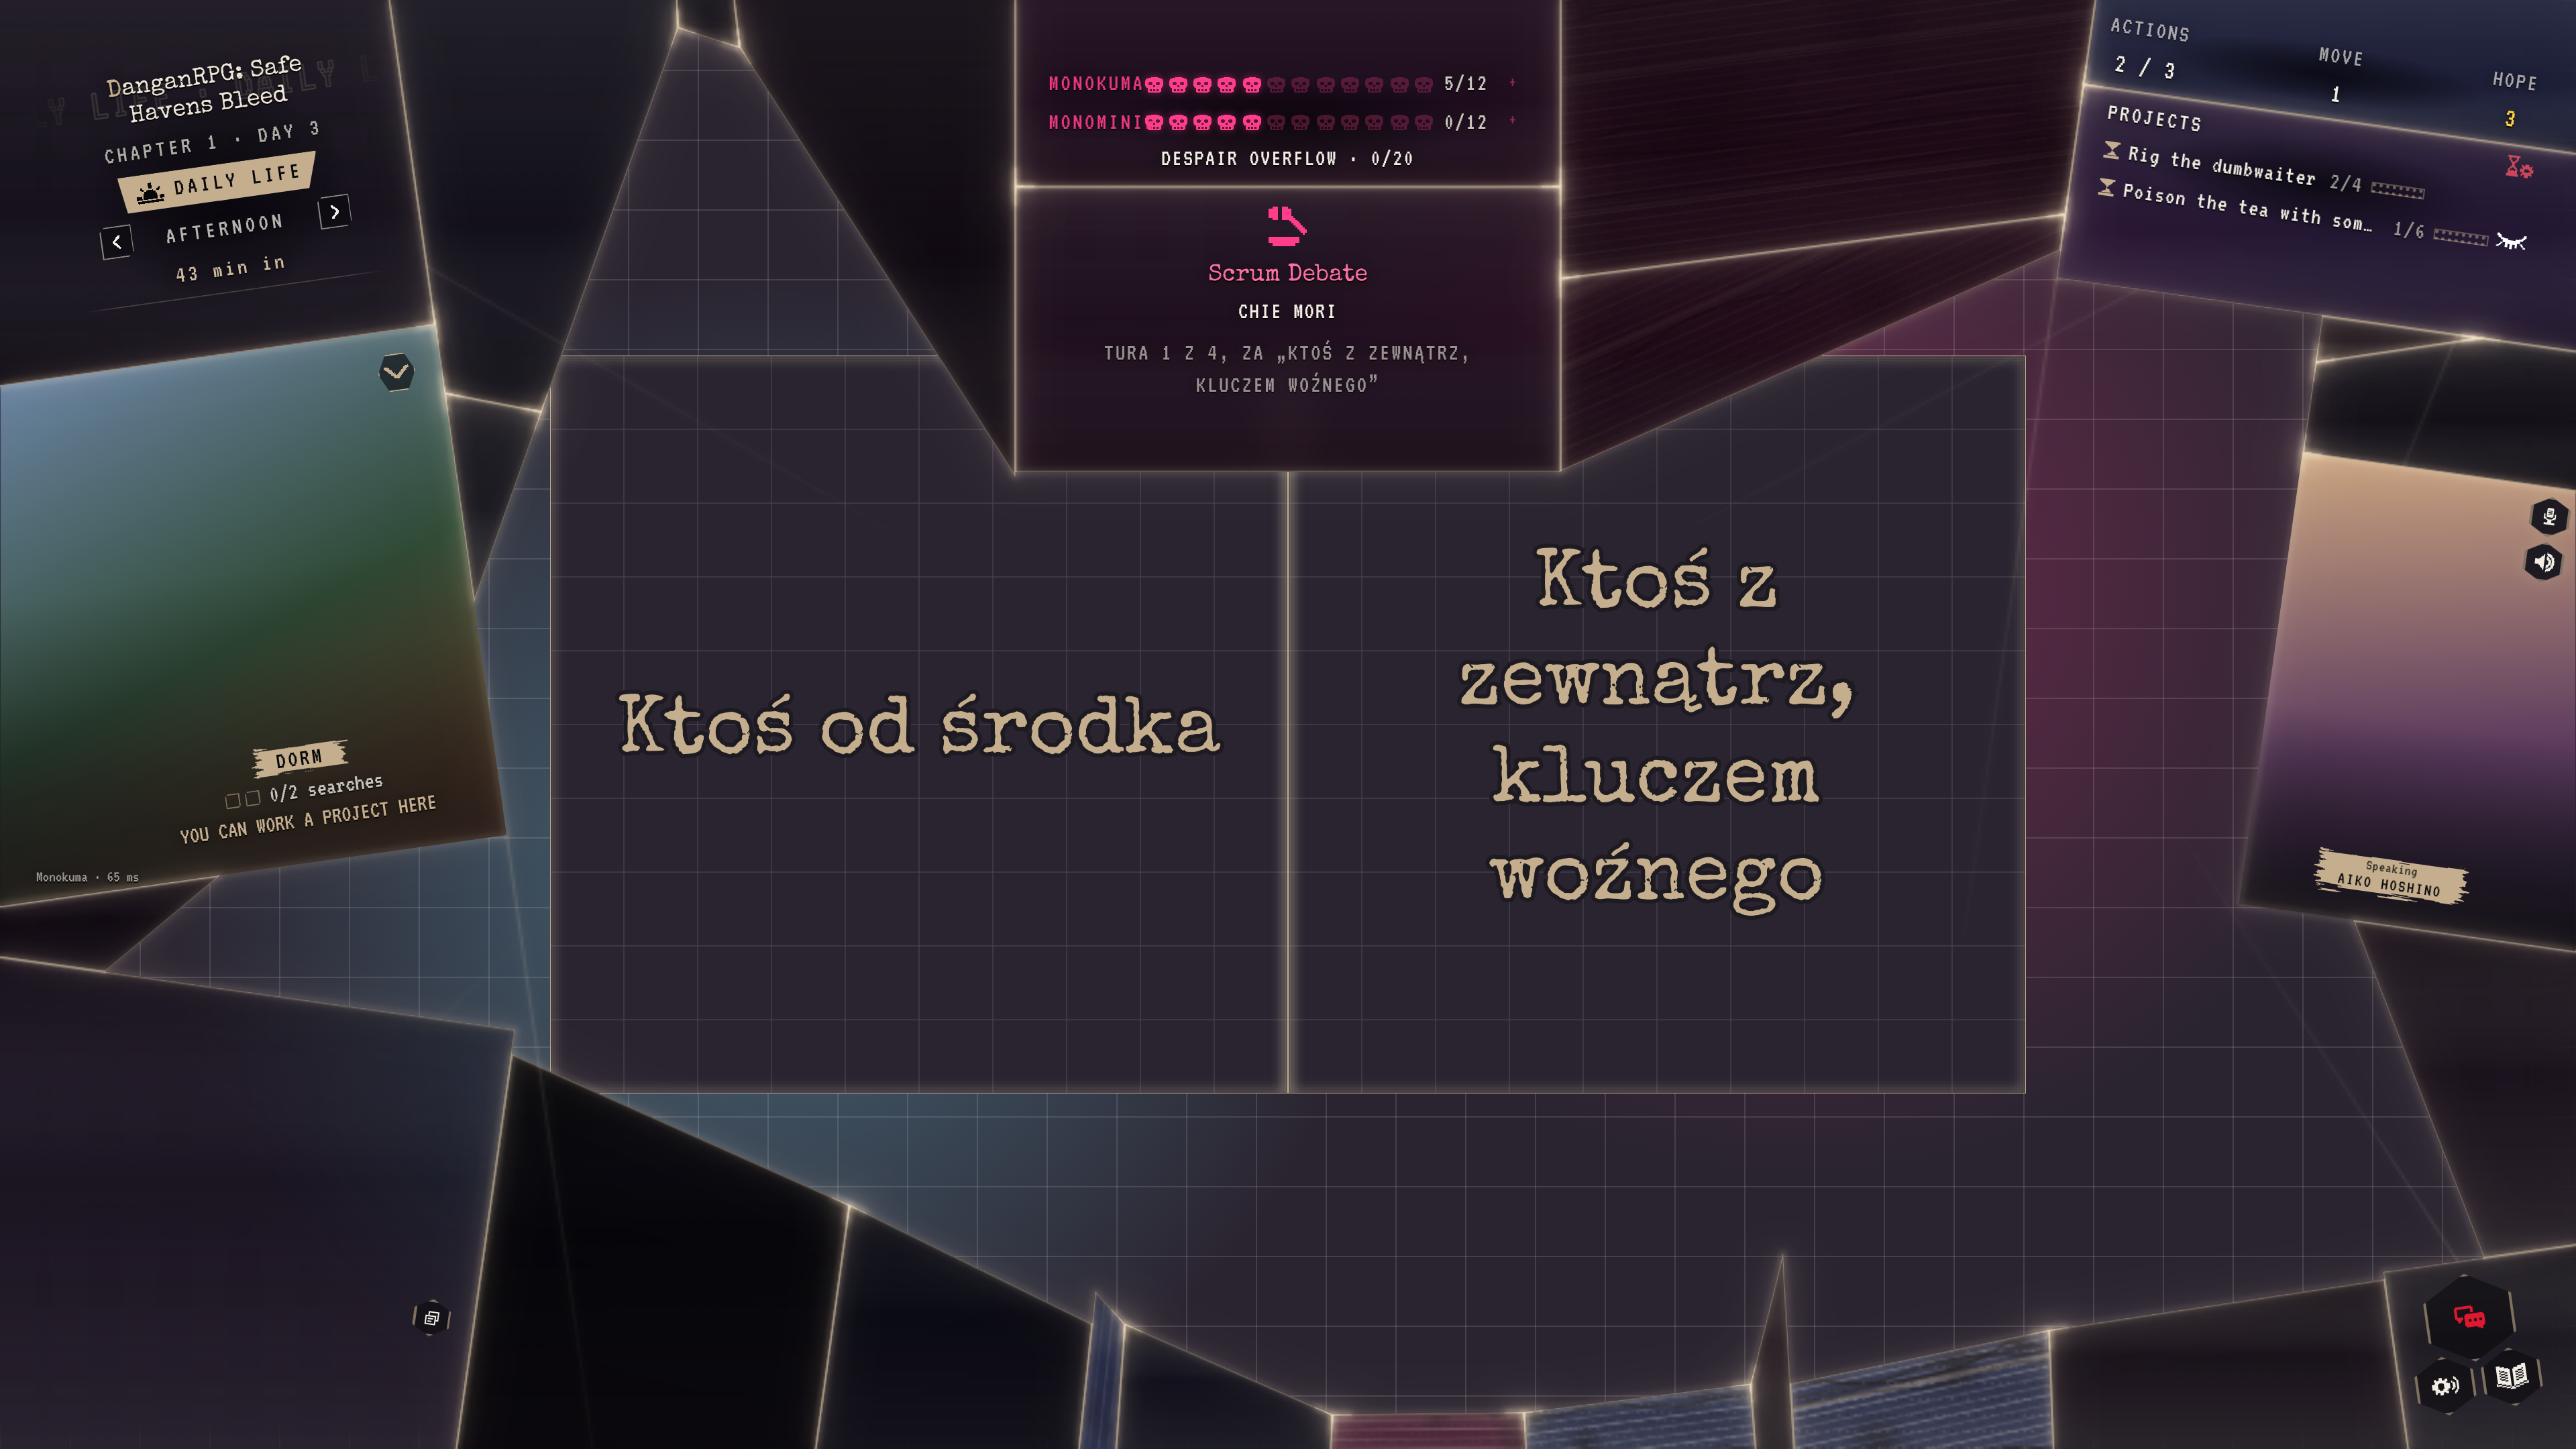 DanganRPG: Safe
Havens Bleed
CHAPTER 1 · DAY 3
DAILY LIFE
AFTERNOON
43 min in
MONOKUMA 5/12 +
MONOMINI 0/12 +
DESPAIR OVERFLOW · 0/20
Scrum Debate
CHIE MORI
TURA 1 Z 4, ZA „KTOŚ Z ZEWNĄTRZ,
KLUCZEM WOŹNEGO”
ACTIONS
2 / 3
MOVE
1
HOPE
3
PROJECTS
Rig the dumbwaiter 2/4
Poison the tea with som… 1/6
Ktoś od środka
Ktoś z
zewnątrz,
kluczem
woźnego
DORM
0/2 searches
YOU CAN WORK A PROJECT HERE
Monokuma · 65 ms
Speaking
AIKO HOSHINO